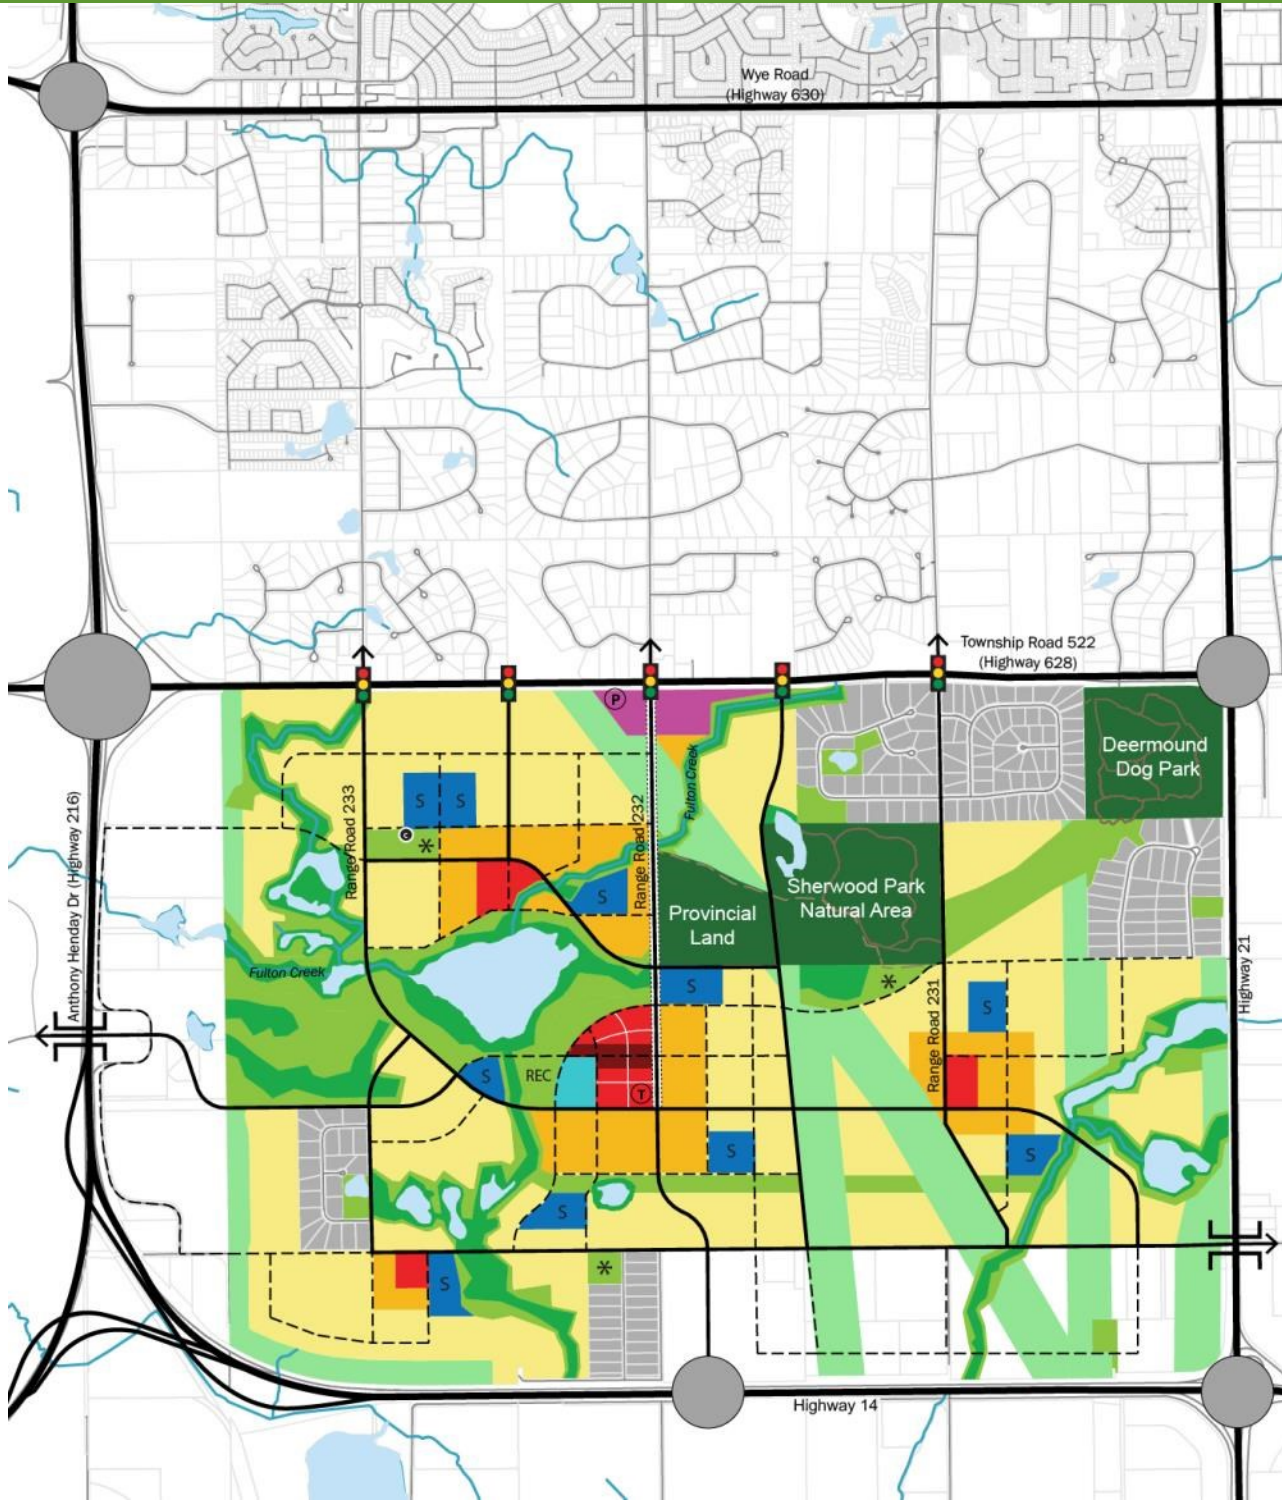 Wye Road
(Highway 630)
Township Road 522
(Highway 628)
P
Deermound
Dog Park
Fulton Creek
Range Road 233
S
S
Range Road 232
Anthony Henday Dr (Highway 216)
C
*
Sherwood Park
Natural Area
S
Provincial
Land
Highway 21
Fulton Creek
S
*
S
Range Road 231
S
REC
T
S
S
S
S
*
Highway 14